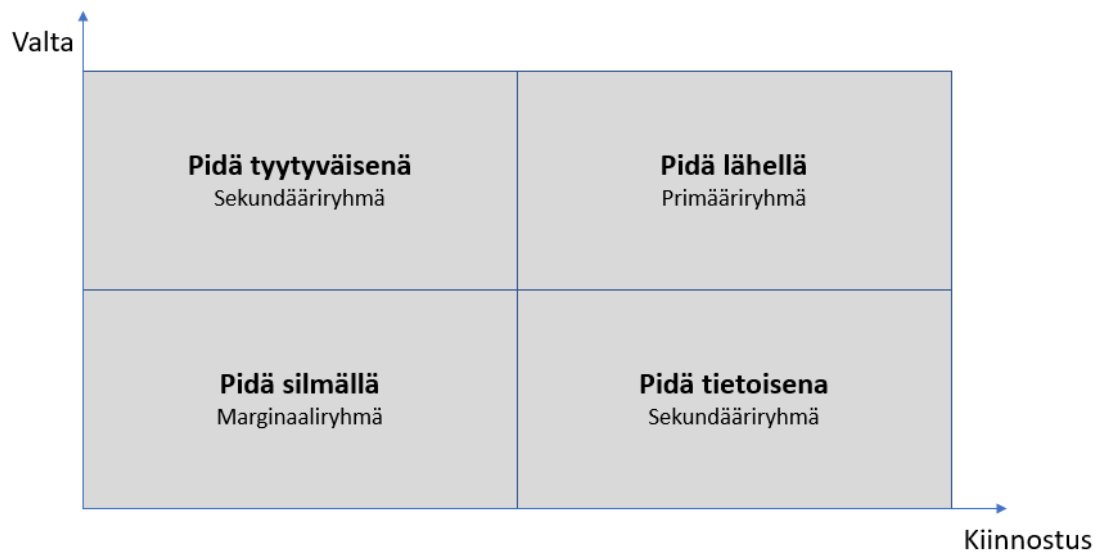 Valta
Pidä tyytyväisenä
Sekundääriryhmä
Pidä lähellä
Primääriryhmä
Pidä silmällä
Marginaaliryhmä
Pidä tietoisena
Sekundääriryhmä
Kiinnostus